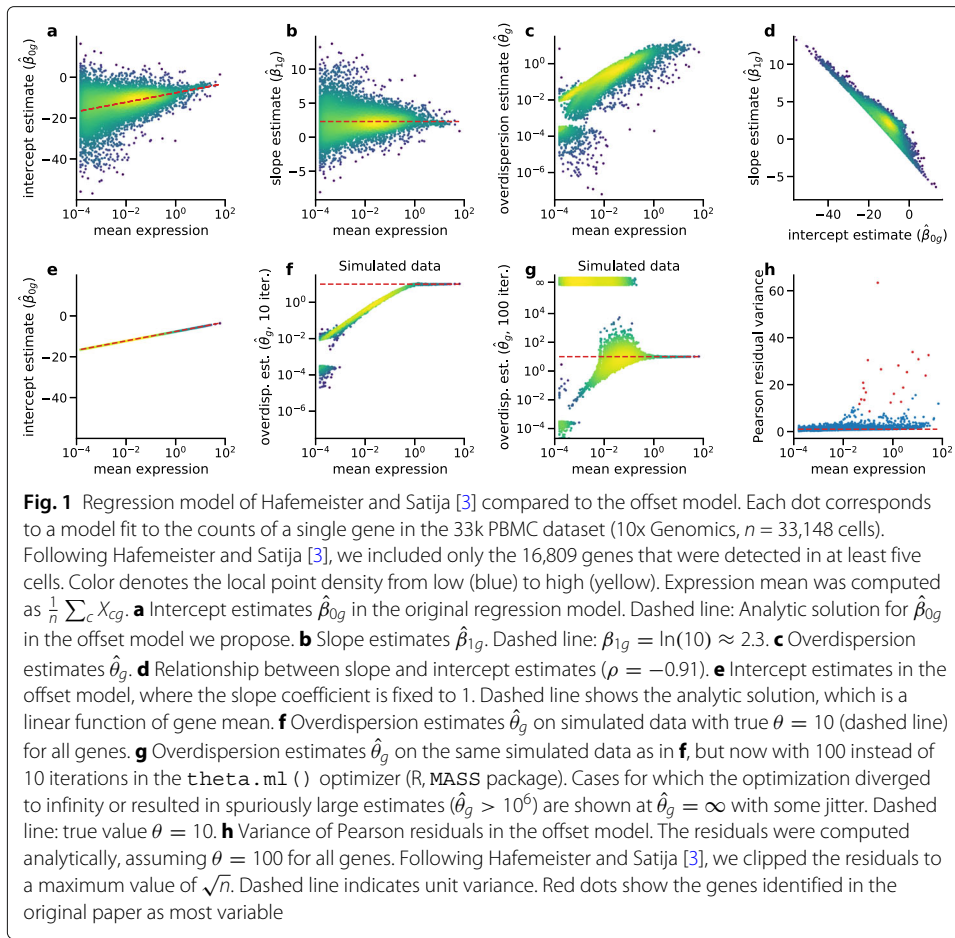 a
intercept estimate (β̂0g)
0
−20
−40
10−4
10−2
100
102
mean expression
b
slope estimate (β̂1g)
10
5
0
−5
10−4
10−2
100
102
mean expression
c
overdispersion estimate (θ̂g)
100
10−2
10−4
10−6
10−4
10−2
100
102
mean expression
d
slope estimate (β̂1g)
10
5
0
−5
−40
−20
0
intercept estimate (β̂0g)
e
intercept estimate (β̂0g)
0
−20
−40
10−4
10−2
100
102
mean expression
f
Simulated data
overdisp. est. (θ̂g, 10 iter.)
100
10−2
10−4
10−6
10−4
10−2
100
102
mean expression
g
Simulated data
overdisp. est. (θ̂g, 100 iter.)
∞
105
104
102
101
10−2
10−4
10−4
10−2
100
102
mean expression
h
Pearson residual variance
60
40
20
0
10−4
10−2
100
102
mean expression
Fig. 1 Regression model of Hafemeister and Satija [3] compared to the offset model. Each dot corresponds
to a model fit to the counts of a single gene in the 33k PBMC dataset (10x Genomics, n = 33,148 cells).
Following Hafemeister and Satija [3], we included only the 16,809 genes that were detected in at least five
cells. Color denotes the local point density from low (blue) to high (yellow). Expression mean was computed
as 1/n ∑c Xcg. a Intercept estimates β̂0g in the original regression model. Dashed line: Analytic solution for β̂0g
in the offset model we propose. b Slope estimates β̂1g. Dashed line: β1g = ln(10) ≈ 2.3. c Overdispersion
estimates θ̂g. d Relationship between slope and intercept estimates (ρ = −0.91). e Intercept estimates in the
offset model, where the slope coefficient is fixed to 1. Dashed line shows the analytic solution, which is a
linear function of gene mean. f Overdispersion estimates θ̂g on simulated data with true θ = 10 (dashed line)
for all genes. g Overdispersion estimates θ̂g on the same simulated data as in f, but now with 100 instead of
10 iterations in the theta.ml() optimizer (R, MASS package). Cases for which the optimization diverged
to infinity or resulted in spuriously large estimates (θ̂g > 106) are shown at θ̂g = ∞ with some jitter. Dashed
line: true value θ = 10. h Variance of Pearson residuals in the offset model. The residuals were computed
analytically, assuming θ = 100 for all genes. Following Hafemeister and Satija [3], we clipped the residuals to
a maximum value of √n. Dashed line indicates unit variance. Red dots show the genes identified in the
original paper as most variable